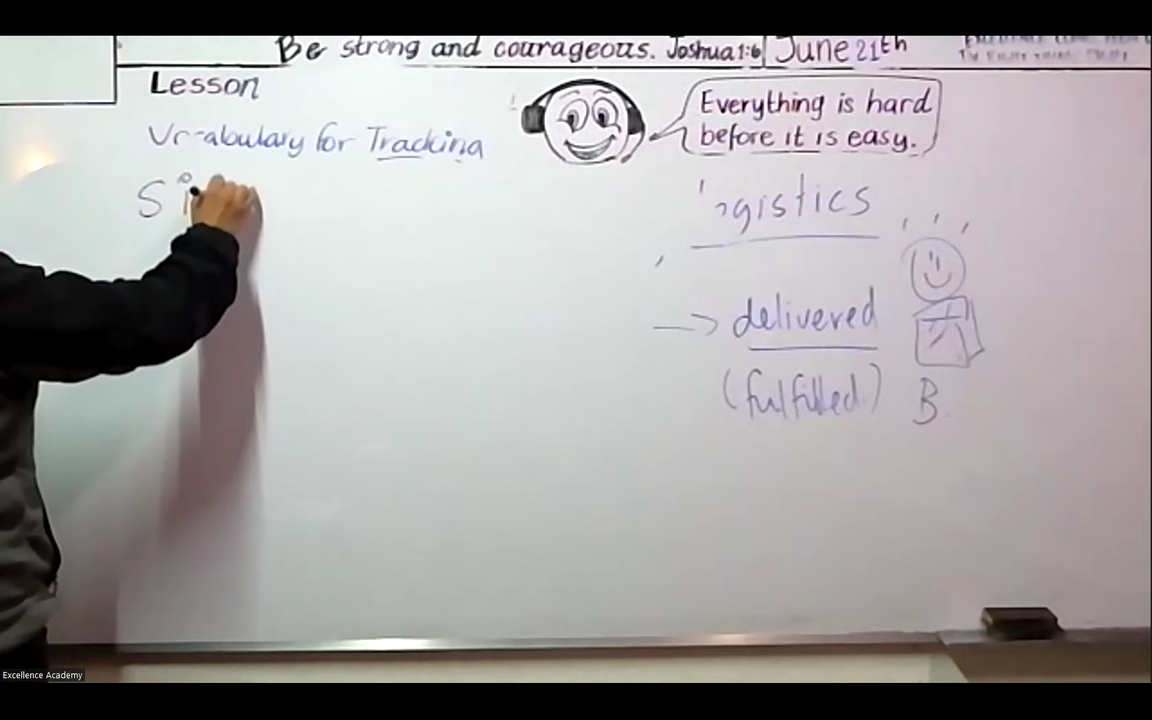 Be strong and courageous. Joshua 1:6 June 21th
Lesson
Everything is hard
before it is easy.
for Tracking
Si
→ delivered
(fulfilled.)
B.
Excellence Academy